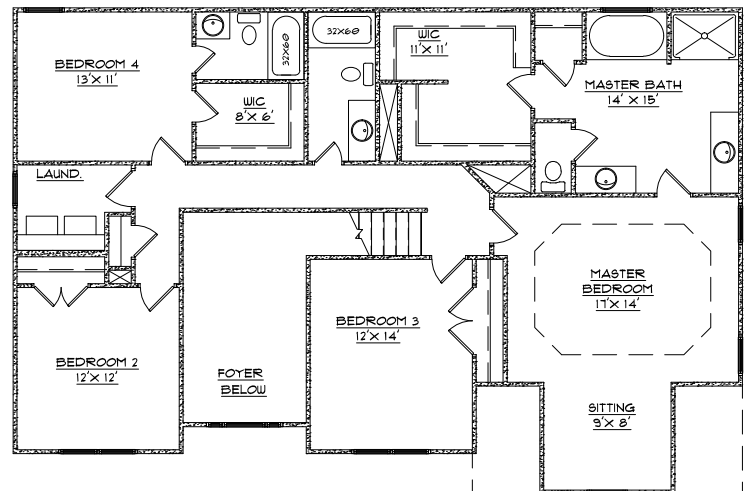 BEDROOM 4
13' X 11'
32X60
32X60
WIC
8' X 6'
WIC
11' X 11'
MASTER BATH
14' X 15'
LAUND.
MASTER
BEDROOM
17' X 14'
BEDROOM 3
12' X 14'
BEDROOM 2
12' X 12'
FOYER
BELOW
SITTING
9' X 8'